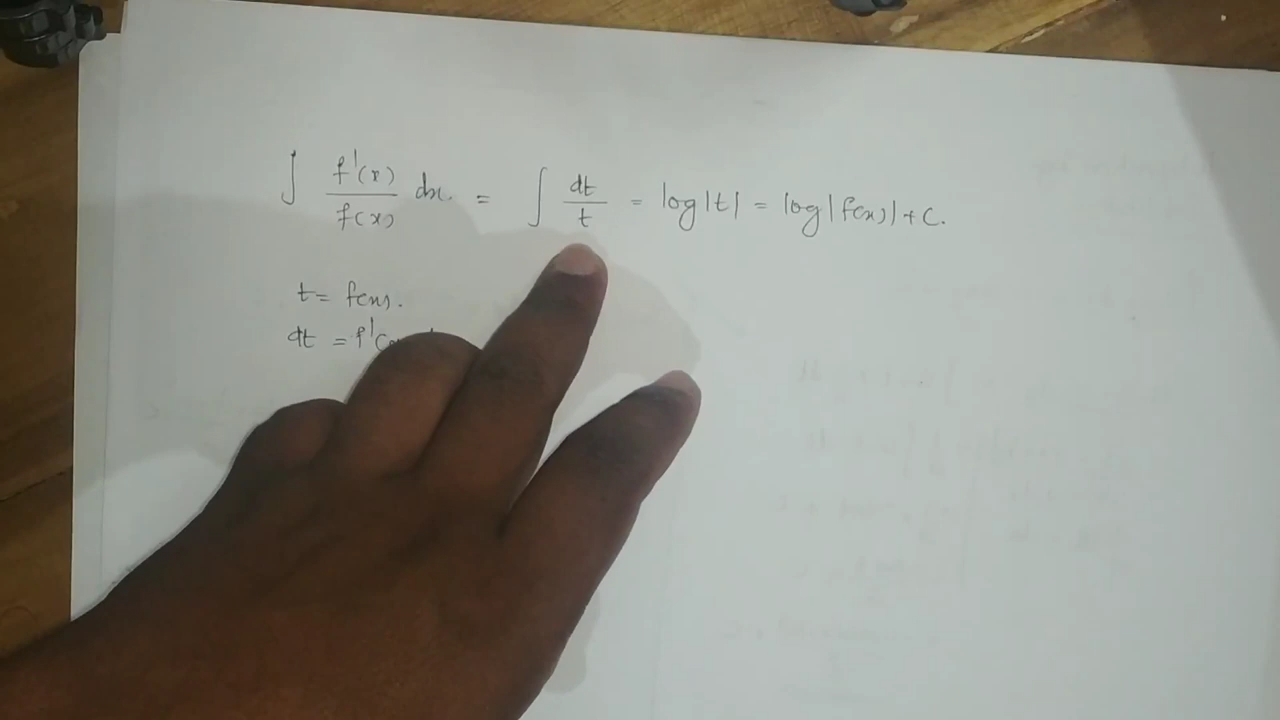 ∫ f'(x)/f(x) dx. = ∫ dt/t = log|t| = log|f(x)| + C.
t = f(x).
dt = f'(x)